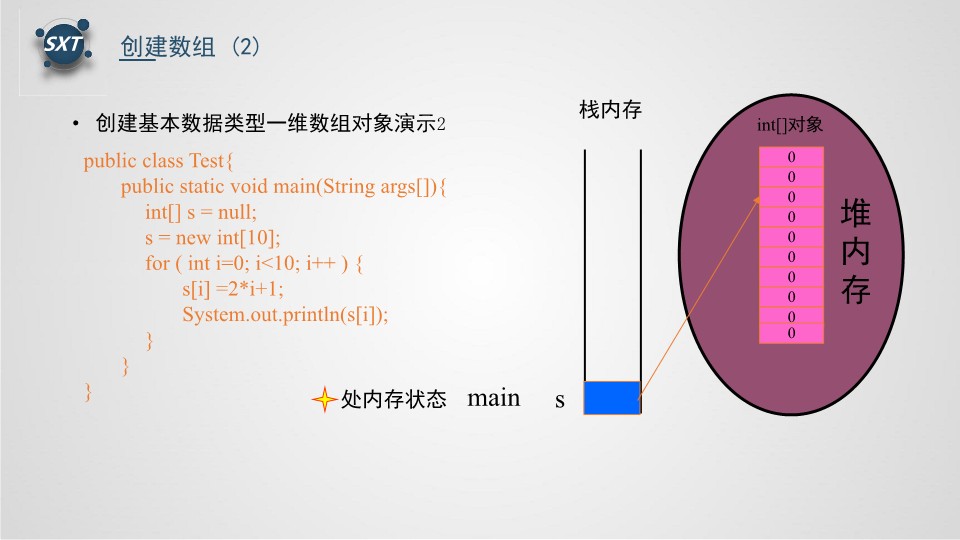 SXT
创建数组（2）
• 创建基本数据类型一维数组对象演示2
public class Test{
public static void main(String args[]){
int[] s = null;
s = new int[10];
for ( int i=0; i<10; i++ ) {
s[i] =2*i+1;
System.out.println(s[i]);
}
}
}
处内存状态
main
s
栈内存
int[]对象
0
0
0
0
0
0
0
0
0
0
堆
内
存